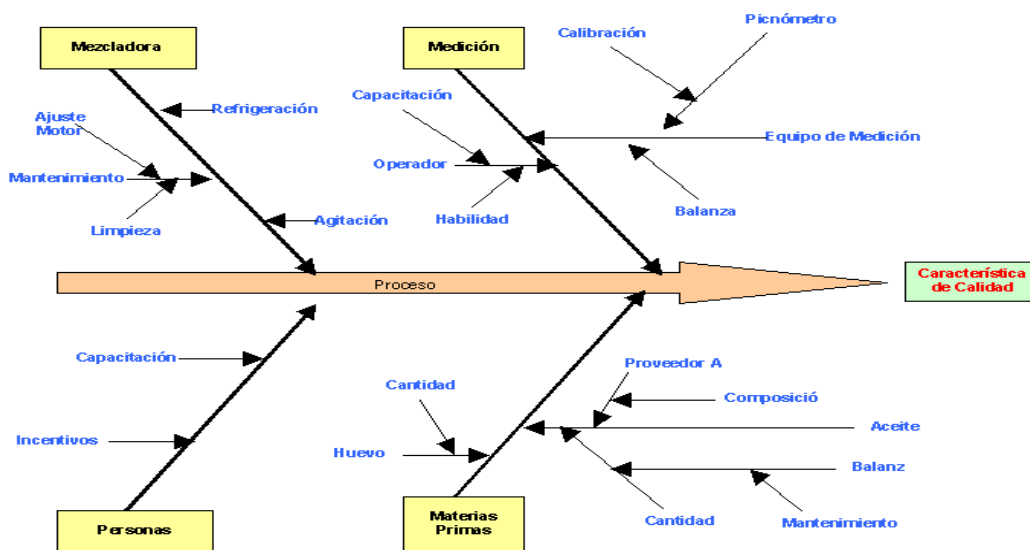 Mezcladora
Medición
Picnómetro
Calibración
Refrigeración
Capacitación
Ajuste
Motor
Equipo de Medición
Operador
Mantenimiento
Balanza
Habilidad
Agitación
Limpieza
Proceso
Característica
de Calidad
Capacitación
Proveedor A
Cantidad
Composició
Aceite
Incentivos
Huevo
Balanz
Cantidad
Mantenimiento
Personas
Materias
Primas